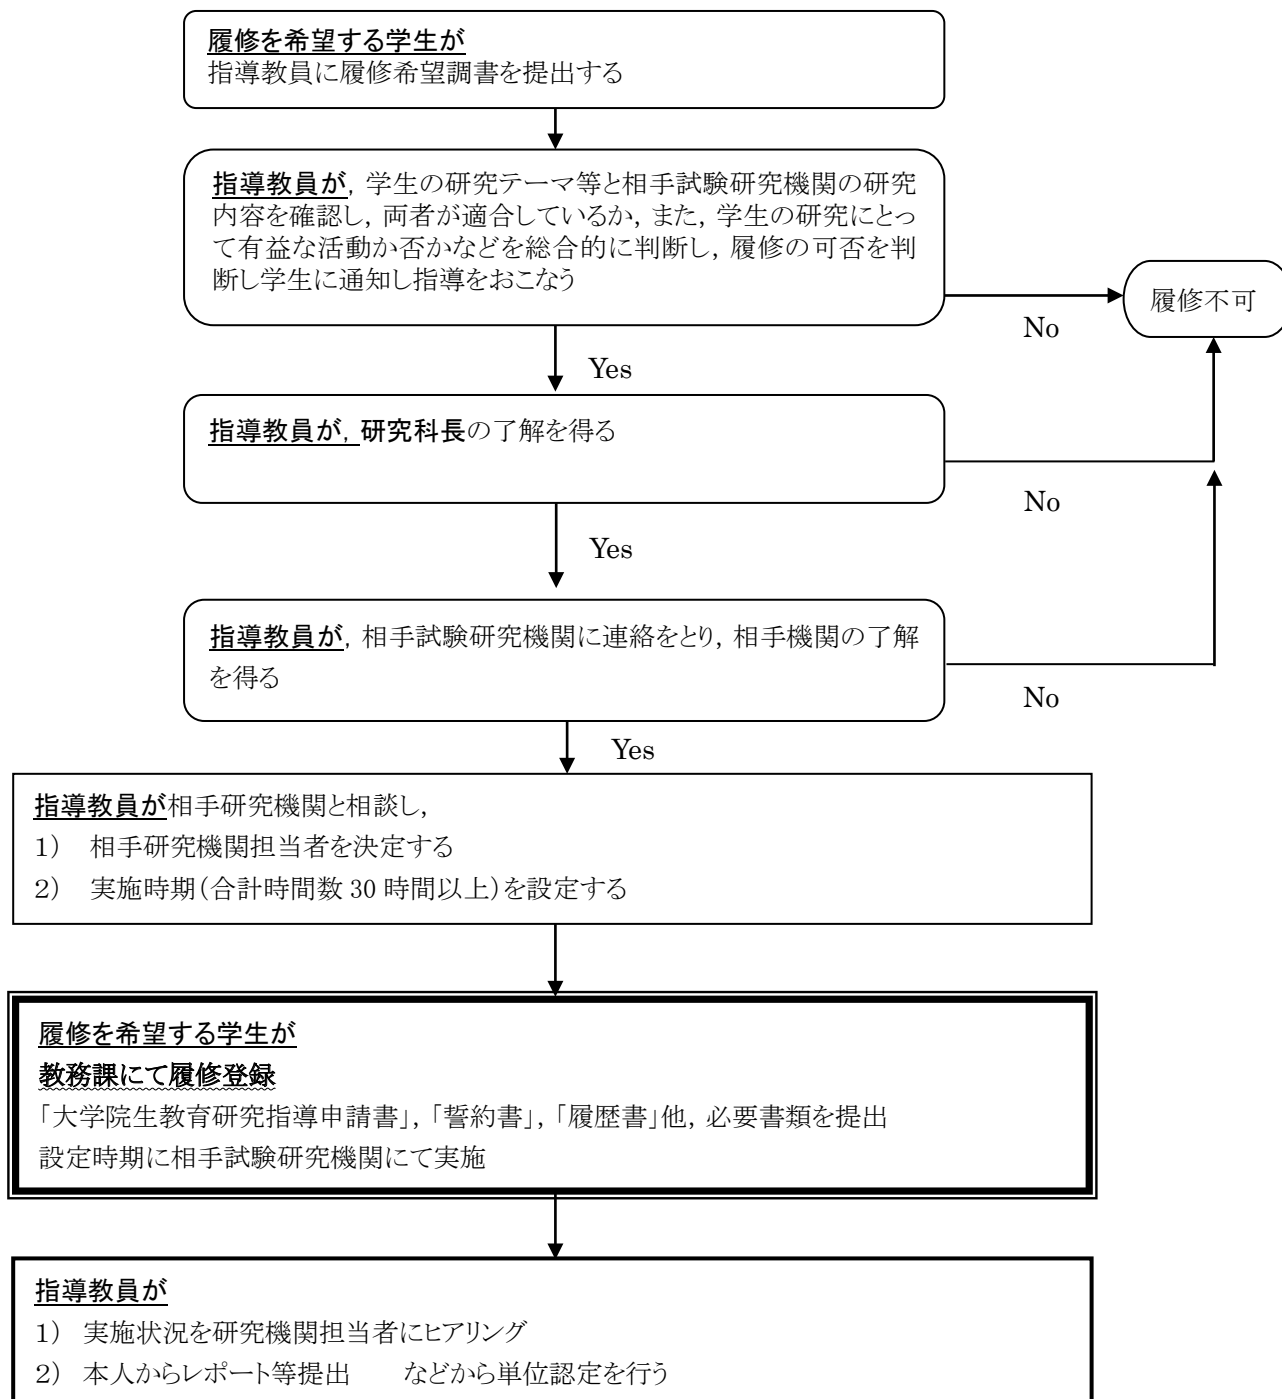 履修を希望する学生が
指導教員に履修希望調書を提出する
指導教員が, 学生の研究テーマ等と相手試験研究機関の研究
内容を確認し, 両者が適合しているか, また, 学生の研究にとっ
て有益な活動か否かなどを総合的に判断し, 履修の可否を判
断し学生に通知し指導をおこなう
履修不可
No
Yes
指導教員が, 研究科長の了解を得る
No
Yes
指導教員が, 相手試験研究機関に連絡をとり, 相手機関の了解
を得る
No
Yes
指導教員が相手研究機関と相談し,
1) 相手研究機関担当者を決定する
2) 実施時期(合計時間数 30 時間以上)を設定する
履修を希望する学生が
教務課にて履修登録
「大学院生教育研究指導申請書」, 「誓約書」, 「履歴書」他, 必要書類を提出
設定時期に相手試験研究機関にて実施
指導教員が
1) 実施状況を研究機関担当者にヒアリング
2) 本人からレポート等提出　　などから単位認定を行う